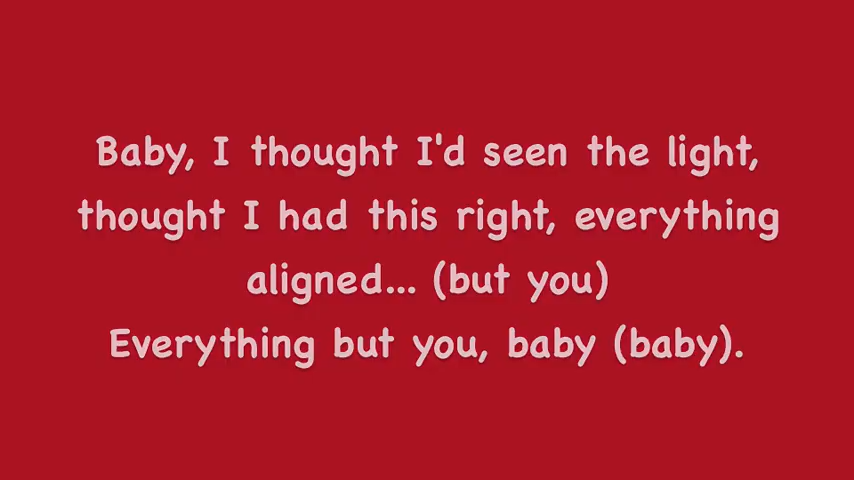 Baby, I thought I'd seen the light,
thought I had this right, everything
aligned... (but you)
Everything but you, baby (baby).